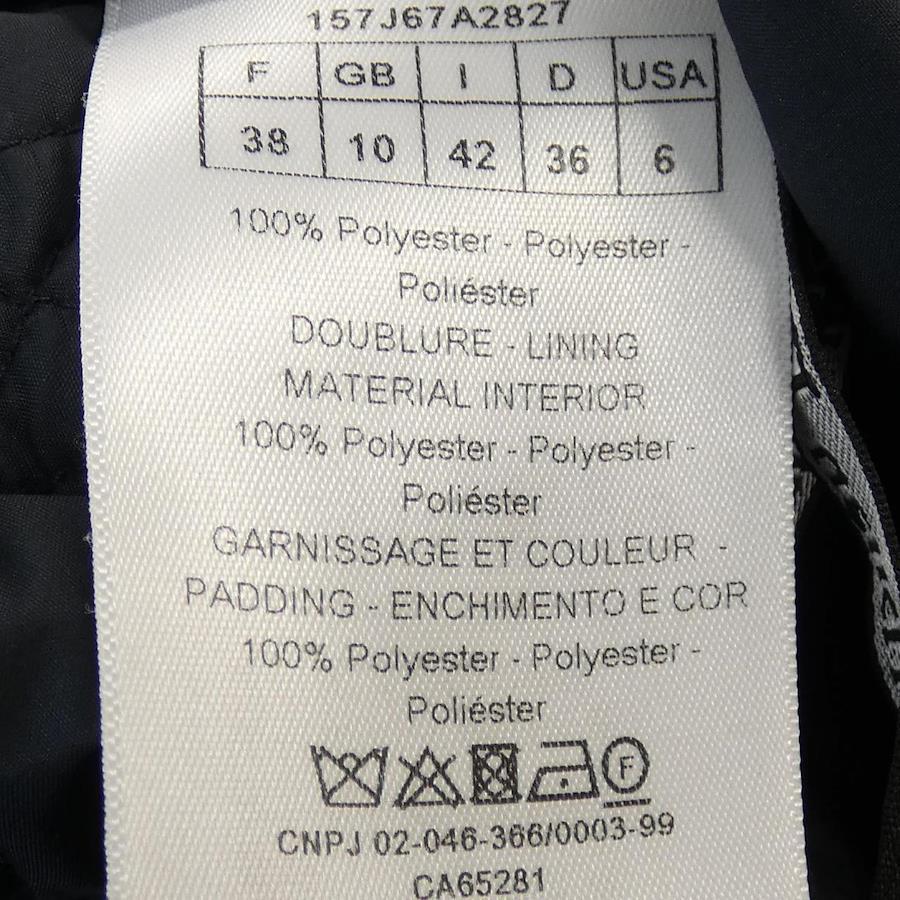 157J67A2827
F GB I D USA
38 10 42 36 6
100% Polyester - Polyester -
Poliéster
DOUBLURE - LINING
MATERIAL INTERIOR
100% Polyester - Polyester -
Poliéster
GARNISSAGE ET COULEUR -
PADDING - ENCHIMENTO E COR
100% Polyester - Polyester -
Poliéster
F
CNPJ 02-046-366/0003-99
CA65281